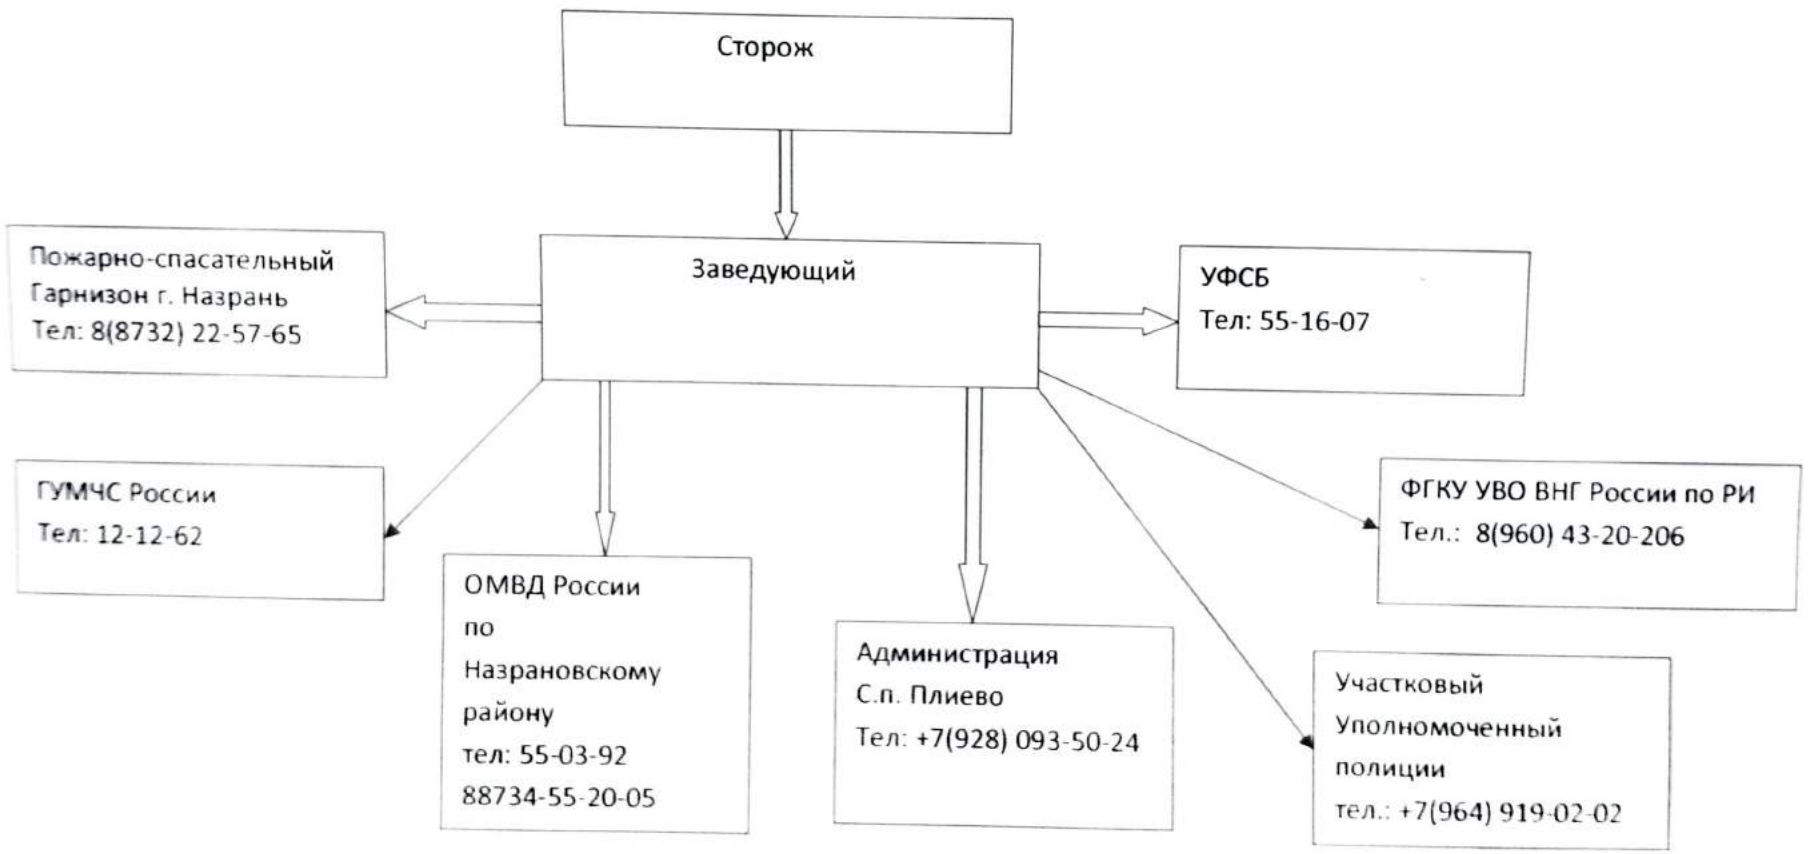 Сторож
Заведующий
Пожарно-спасательный
Гарнизон г. Назрань
Тел: 8(8732) 22-57-65
УФСБ
Тел: 55-16-07
ГУМЧС России
Тел: 12-12-62
ФГКУ УВО ВНГ России по РИ
Тел.: 8(960) 43-20-206
ОМВД России
по
Назрановскому
району
тел: 55-03-92
88734-55-20-05
Администрация
С.п. Плиево
Тел: +7(928) 093-50-24
Участковый
Уполномоченный
полиции
тел.: +7(964) 919-02-02